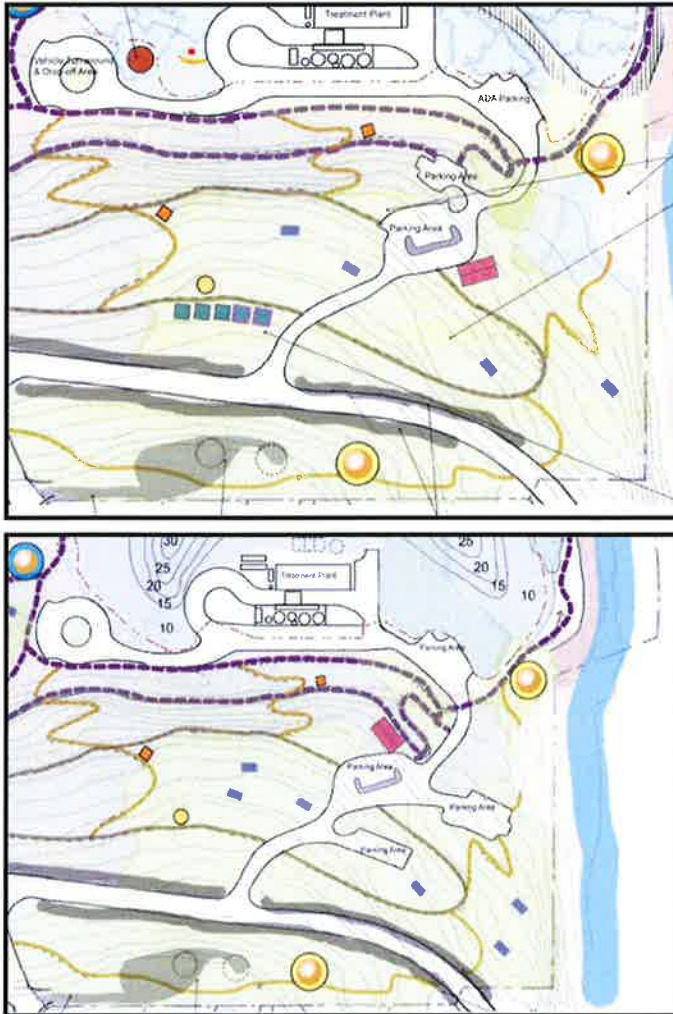 Treatment Plant
Vehicle Turnaround
& Drop-off Area
ADA Parking
Parking Area
Parking Area
30
25
20
15
10
25
20
15
10
Treatment Plant
Parking Area
Parking Area
Parking Area
Parking Area